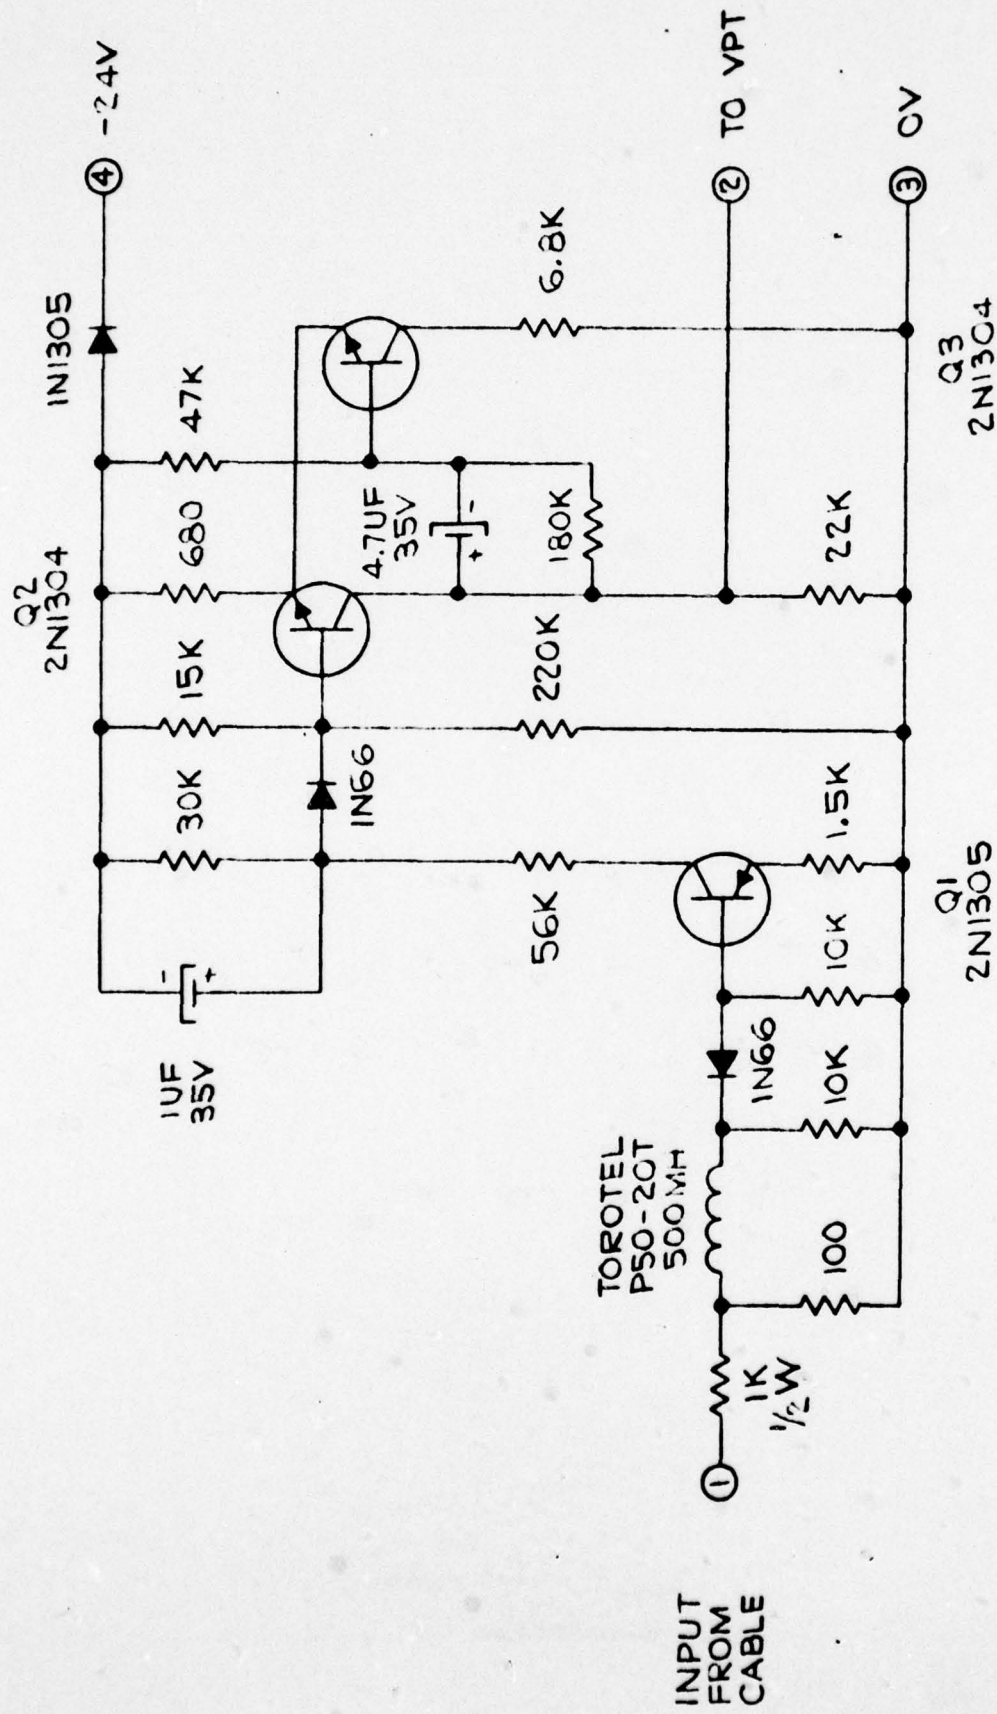 INPUT
FROM
CABLE
1
1K
1/2W
TOROTEL
P50-20T
500MH
100
10K
1N66
10K
1.5K
Q1
2N1305
56K
1UF
35V
-
+
30K
1N66
15K
220K
Q2
2N1304
680
47K
4.7UF
35V
+
-
180K
22K
1N1305
6.8K
Q3
2N1304
4
-24V
2
TO VPT
3
0V